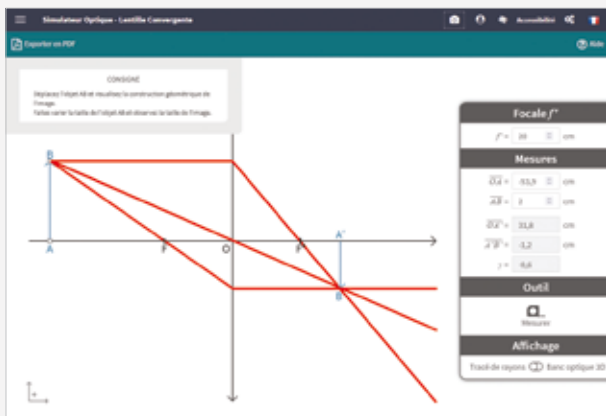 Simulateur Optique - Lentille Convergente
Accessibilité
Exporter en PDF
Aide
CONSIGNE
Déplacez l'objet AB et visualisez la construction géométrique de
l'image.
Faites varier la taille de l'objet AB et observez la taille de l'image.
B
A
F
O
F'
A'
B'
Focale f'
f' = 20 cm
Mesures
OA = -53,9 cm
AB = 2 cm
OA' = 31,8 cm
A'B' = -1,2 cm
γ = -0,6
Outil
Mesures
Affichage
Tracé de rayons
Banc optique 2D